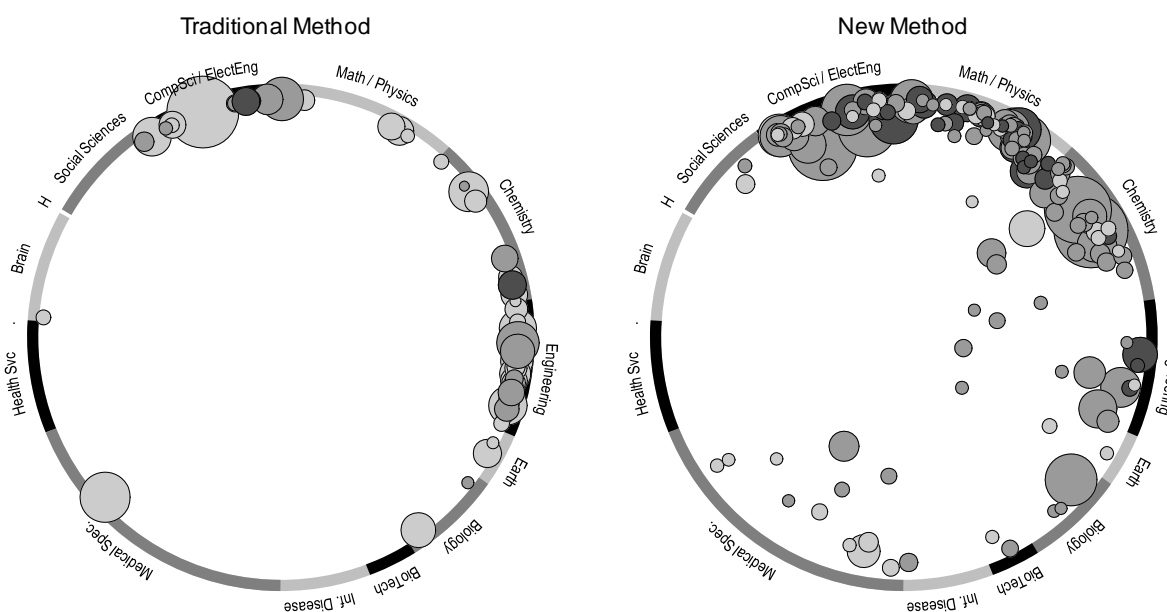 Traditional Method
New Method
CompSci / ElectEng
Math / Physics
Social Sciences
H
Brain
.
Health Svc
Medical Spec.
Inf. Disease
BioTech
Biology
Earth
Engineering
Chemistry
CompSci / ElectEng
Math / Physics
Social Sciences
H
Brain
.
Health Svc
Medical Spec.
Inf. Disease
BioTech
Biology
Earth
Chemistry